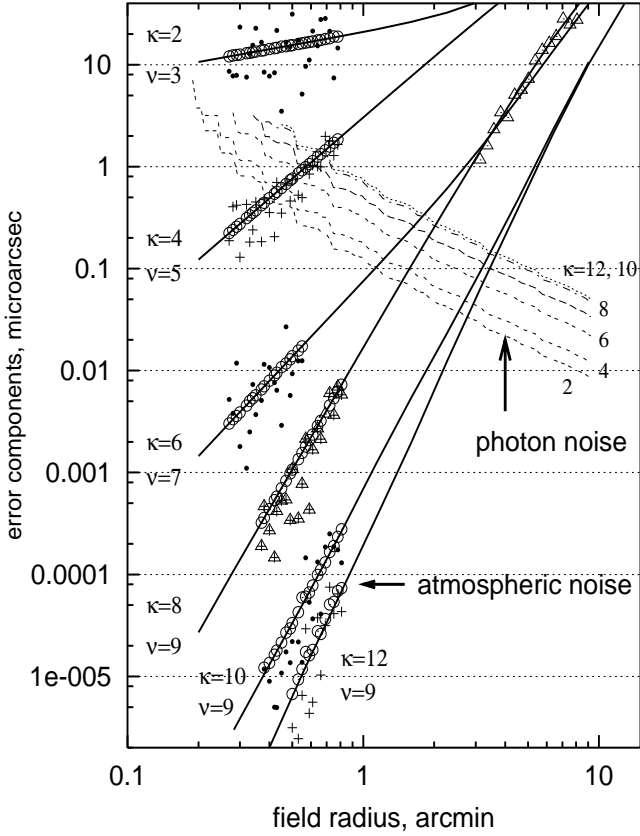 error components, microarcsec
10
1
0.1
0.01
0.001
0.0001
1e-005
0.1
1
10
field radius, arcmin
κ=2
ν=3
κ=4
ν=5
κ=6
ν=7
κ=8
ν=9
κ=10
ν=9
κ=12
ν=9
κ=12, 10
8
6
4
2
photon noise
atmospheric noise